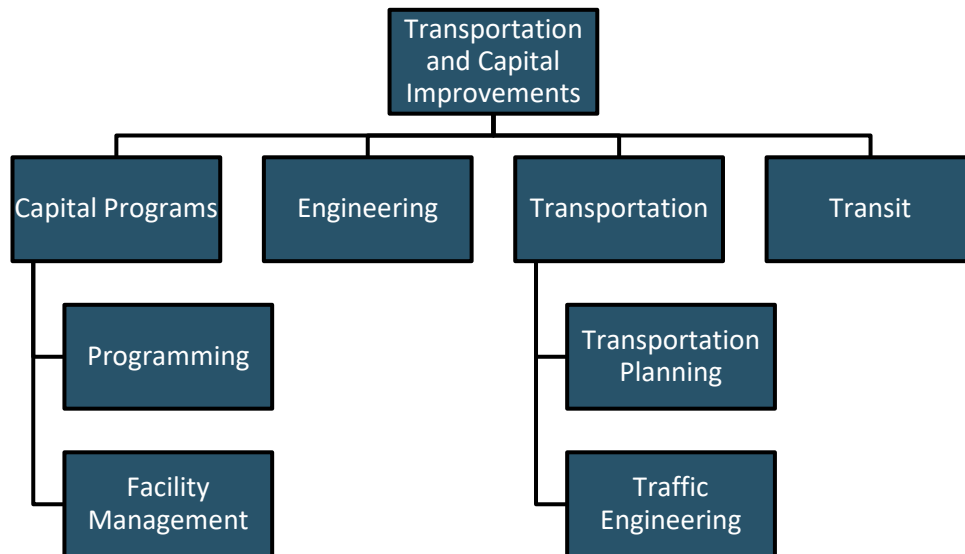 Transportation
and Capital
Improvements
Capital Programs
Engineering
Transportation
Transit
Programming
Transportation
Planning
Facility
Management
Traffic
Engineering